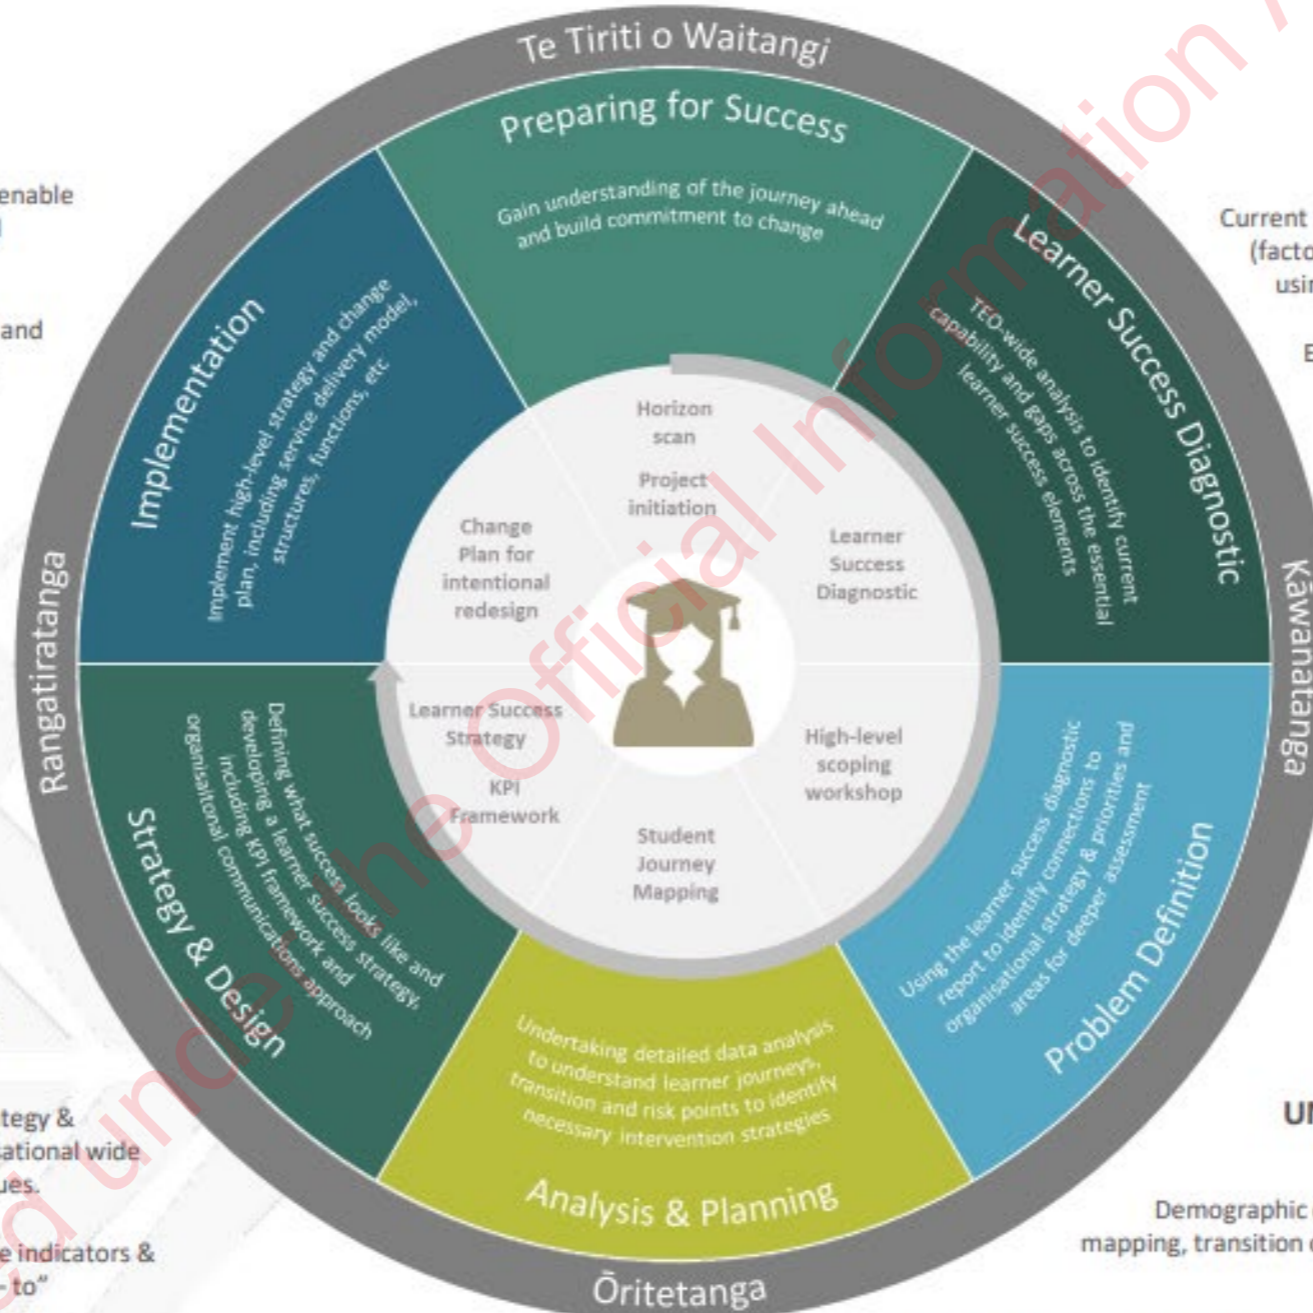 Te Tiriti o Waitangi
Preparing for Success
Gain understanding of the journey ahead
and build commitment to change
Learner Success Diagnostic
TEO-wide analysis to identify current
capability and gaps across the essential
learner success elements
Kāwanatanga
Using the learner success diagnostic
report to identify connections to
organisational strategy & priorities and
areas for deeper assessment
Problem Definition
Undertaking detailed data analysis
to understand learner journeys,
transition and risk points to identify
necessary intervention strategies
Analysis & Planning
Ōritetanga
Defining what success looks like and
developing a learner success strategy,
including KPI framework and
organisaitonal communications approach
Strategy & Design
Rangatiratanga
Implementation
Implement high-level strategy and change
plan, including service delivery model,
structures, functions, etc
Horizon
scan
Project
initiation
Learner
Success
Diagnostic
High-level
scoping
workshop
Student
Journey
Mapping
Learner Success
Strategy
KPI
Framework
Change
Plan for
intentional
redesign
enable
and
Current
using
tegy &
sational wide
ues.
e indicators &
- to"
Demographic
mapping, transition
the Official Information